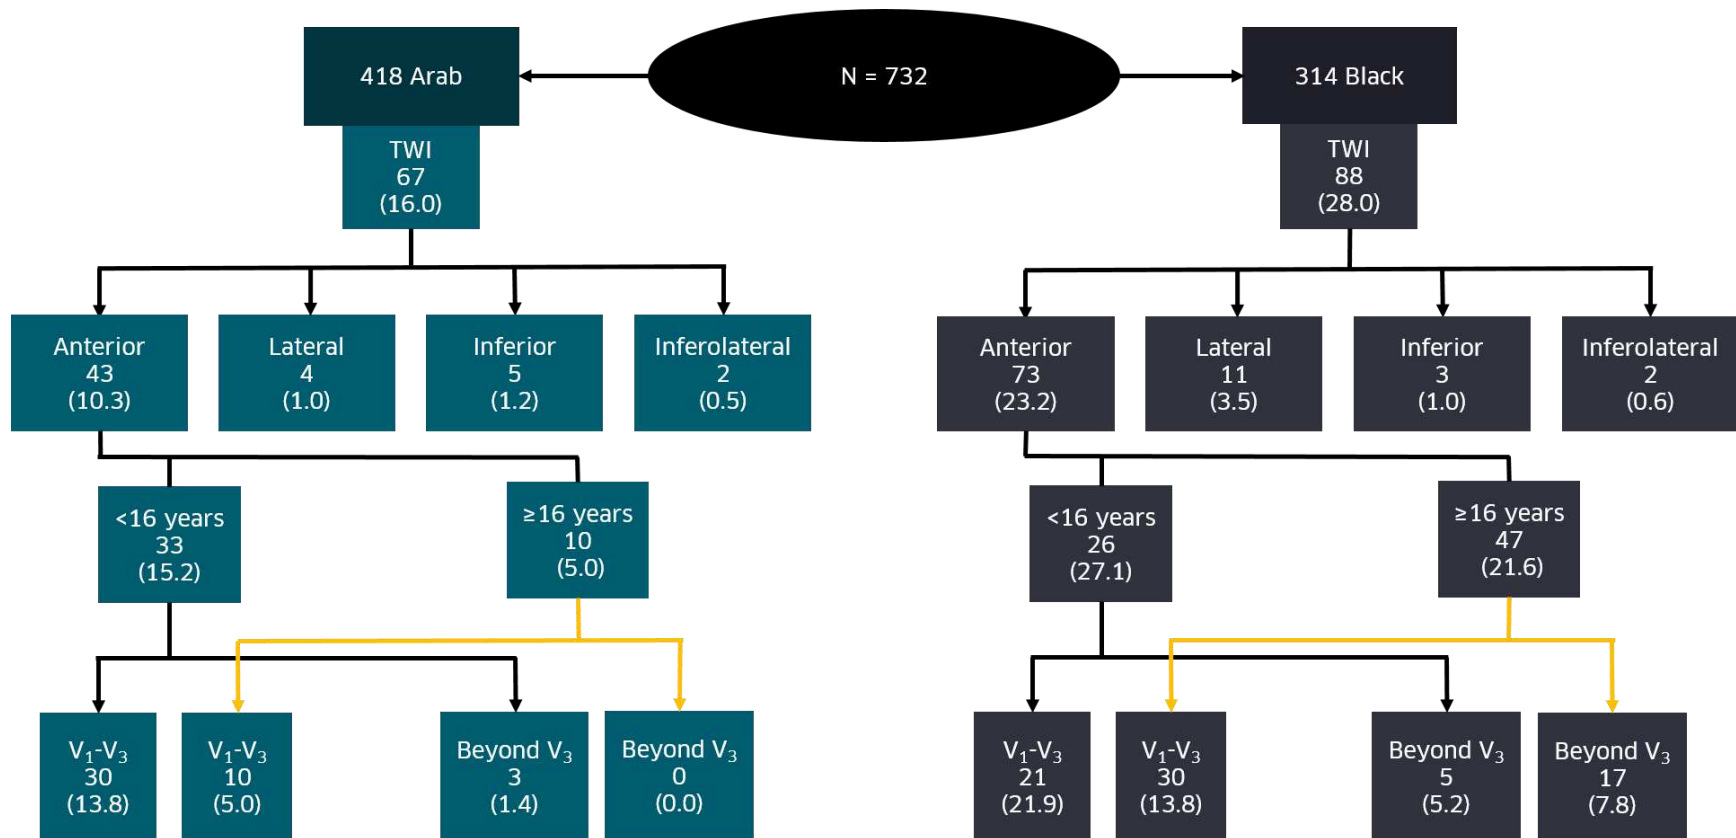 418 Arab
N = 732
314 Black
TWI
67
(16.0)
TWI
88
(28.0)
Anterior
43
(10.3)
Lateral
4
(1.0)
Inferior
5
(1.2)
Inferolateral
2
(0.5)
Anterior
73
(23.2)
Lateral
11
(3.5)
Inferior
3
(1.0)
Inferolateral
2
(0.6)
<16 years
33
(15.2)
≥16 years
10
(5.0)
<16 years
26
(27.1)
≥16 years
47
(21.6)
V₁-V₃
30
(13.8)
V₁-V₃
10
(5.0)
Beyond V₃
3
(1.4)
Beyond V₃
0
(0.0)
V₁-V₃
21
(21.9)
V₁-V₃
30
(13.8)
Beyond V₃
5
(5.2)
Beyond V₃
17
(7.8)